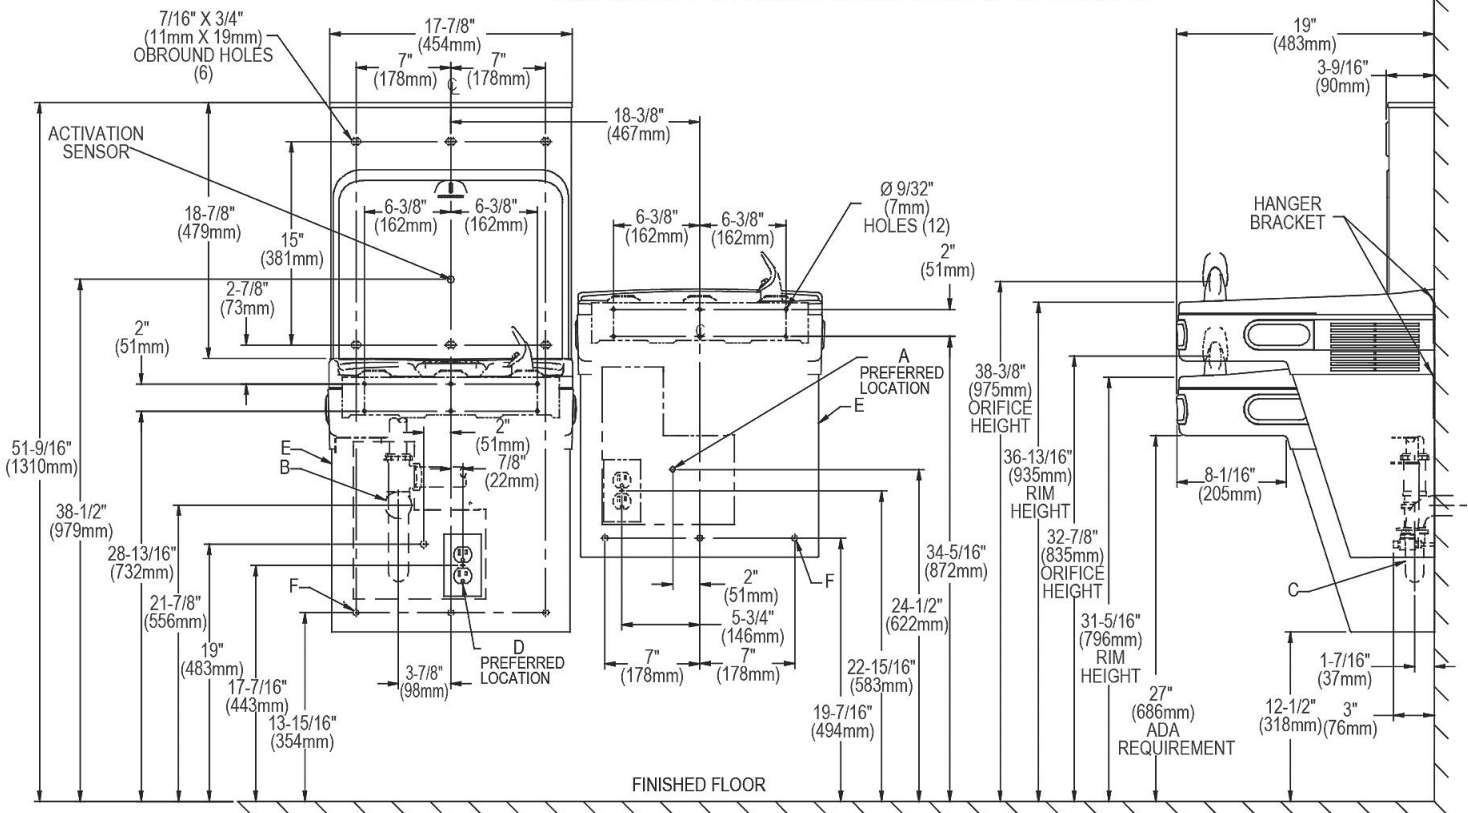 7/16" X 3/4"
(11mm X 19mm)
OBROUND HOLES
(6)
17-7/8"
(454mm)
7"
(178mm)
7"
(178mm)
℄
18-3/8"
(467mm)
19"
(483mm)
3-9/16"
(90mm)
ACTIVATION
SENSOR
18-7/8"
(479mm)
15"
(381mm)
6-3/8"
(162mm)
6-3/8"
(162mm)
6-3/8"
(162mm)
6-3/8"
(162mm)
Ø 9/32"
(7mm)
HOLES (12)
2"
(51mm)
HANGER
BRACKET
2-7/8"
(73mm)
2"
(51mm)
℄
A
PREFERRED
LOCATION
E
38-3/8"
(975mm)
ORIFICE
HEIGHT
51-9/16"
(1310mm)
E
B
2"
(51mm)
7/8"
(22mm)
36-13/16"
(935mm)
RIM
HEIGHT
8-1/16"
(205mm)
38-1/2"
(979mm)
28-13/16"
(732mm)
21-7/8"
(556mm)
19"
(483mm)
17-7/16"
(443mm)
13-15/16"
(354mm)
F
D
PREFERRED
LOCATION
3-7/8"
(98mm)
F
2"
(51mm)
5-3/4"
(146mm)
7"
(178mm)
7"
(178mm)
34-5/16"
(872mm)
24-1/2"
(622mm)
22-15/16"
(583mm)
19-7/16"
(494mm)
32-7/8"
(835mm)
ORIFICE
HEIGHT
31-5/16"
(796mm)
RIM
HEIGHT
27"
(686mm)
ADA
REQUIREMENT
C
1-7/16"
(37mm)
12-1/2"
(318mm)
3"
(76mm)
FINISHED FLOOR